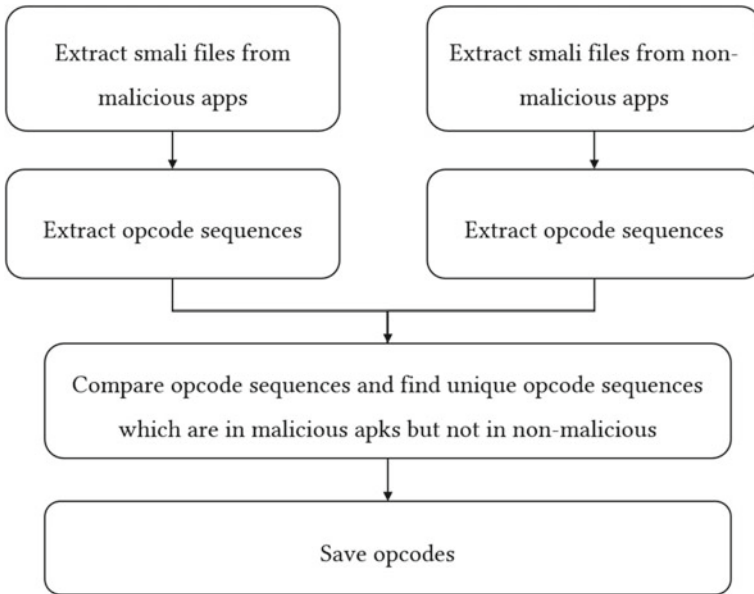 Extract smali files from
malicious apps
Extract smali files from non-
malicious apps
Extract opcode sequences
Extract opcode sequences
Compare opcode sequences and find unique opcode sequences
which are in malicious apks but not in non-malicious
Save opcodes